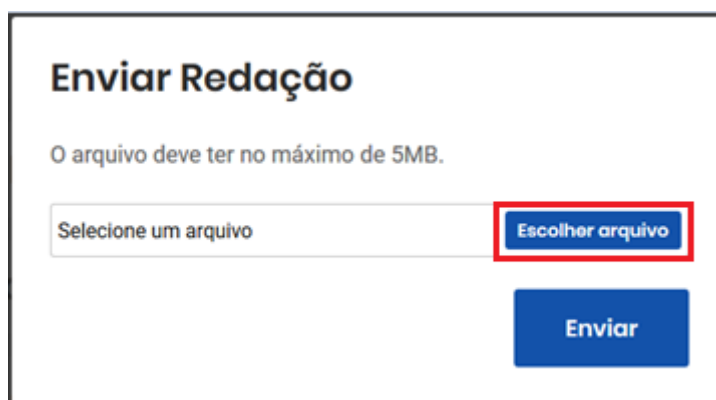 Enviar Redação
O arquivo deve ter no máximo de 5MB.
Selecione um arquivo Escolher arquivo
Enviar